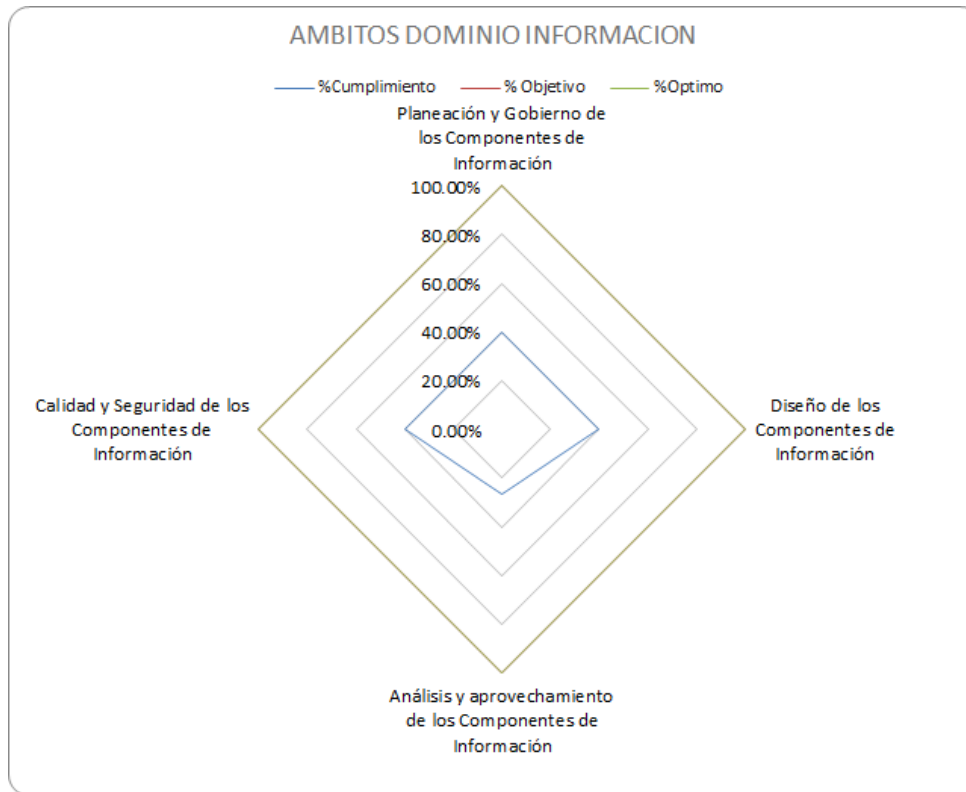 AMBITOS DOMINIO INFORMACION
%Cumplimiento % Objetivo %Optimo
Planeación y Gobierno de
los Componentes de
Información
100.00%
80.00%
60.00%
40.00%
20.00%
0.00%
Calidad y Seguridad de los
Componentes de
Información
Diseño de los
Componentes de
Información
Análisis y aprovechamiento
de los Componentes de
Información